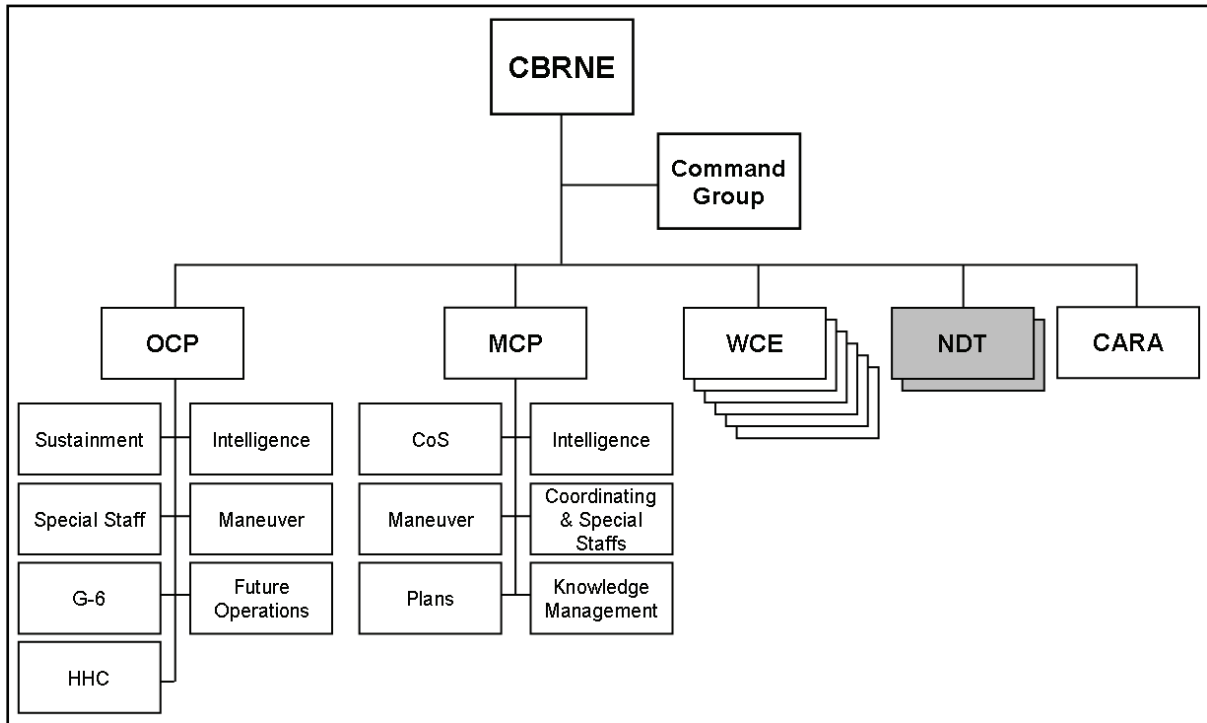 CBRNE
Command
Group
OCP
MCP
WCE
NDT
CARA
Sustainment
Intelligence
Special Staff
Maneuver
G-6
Future
Operations
HHC
CoS
Intelligence
Maneuver
Coordinating
& Special
Staffs
Plans
Knowledge
Management